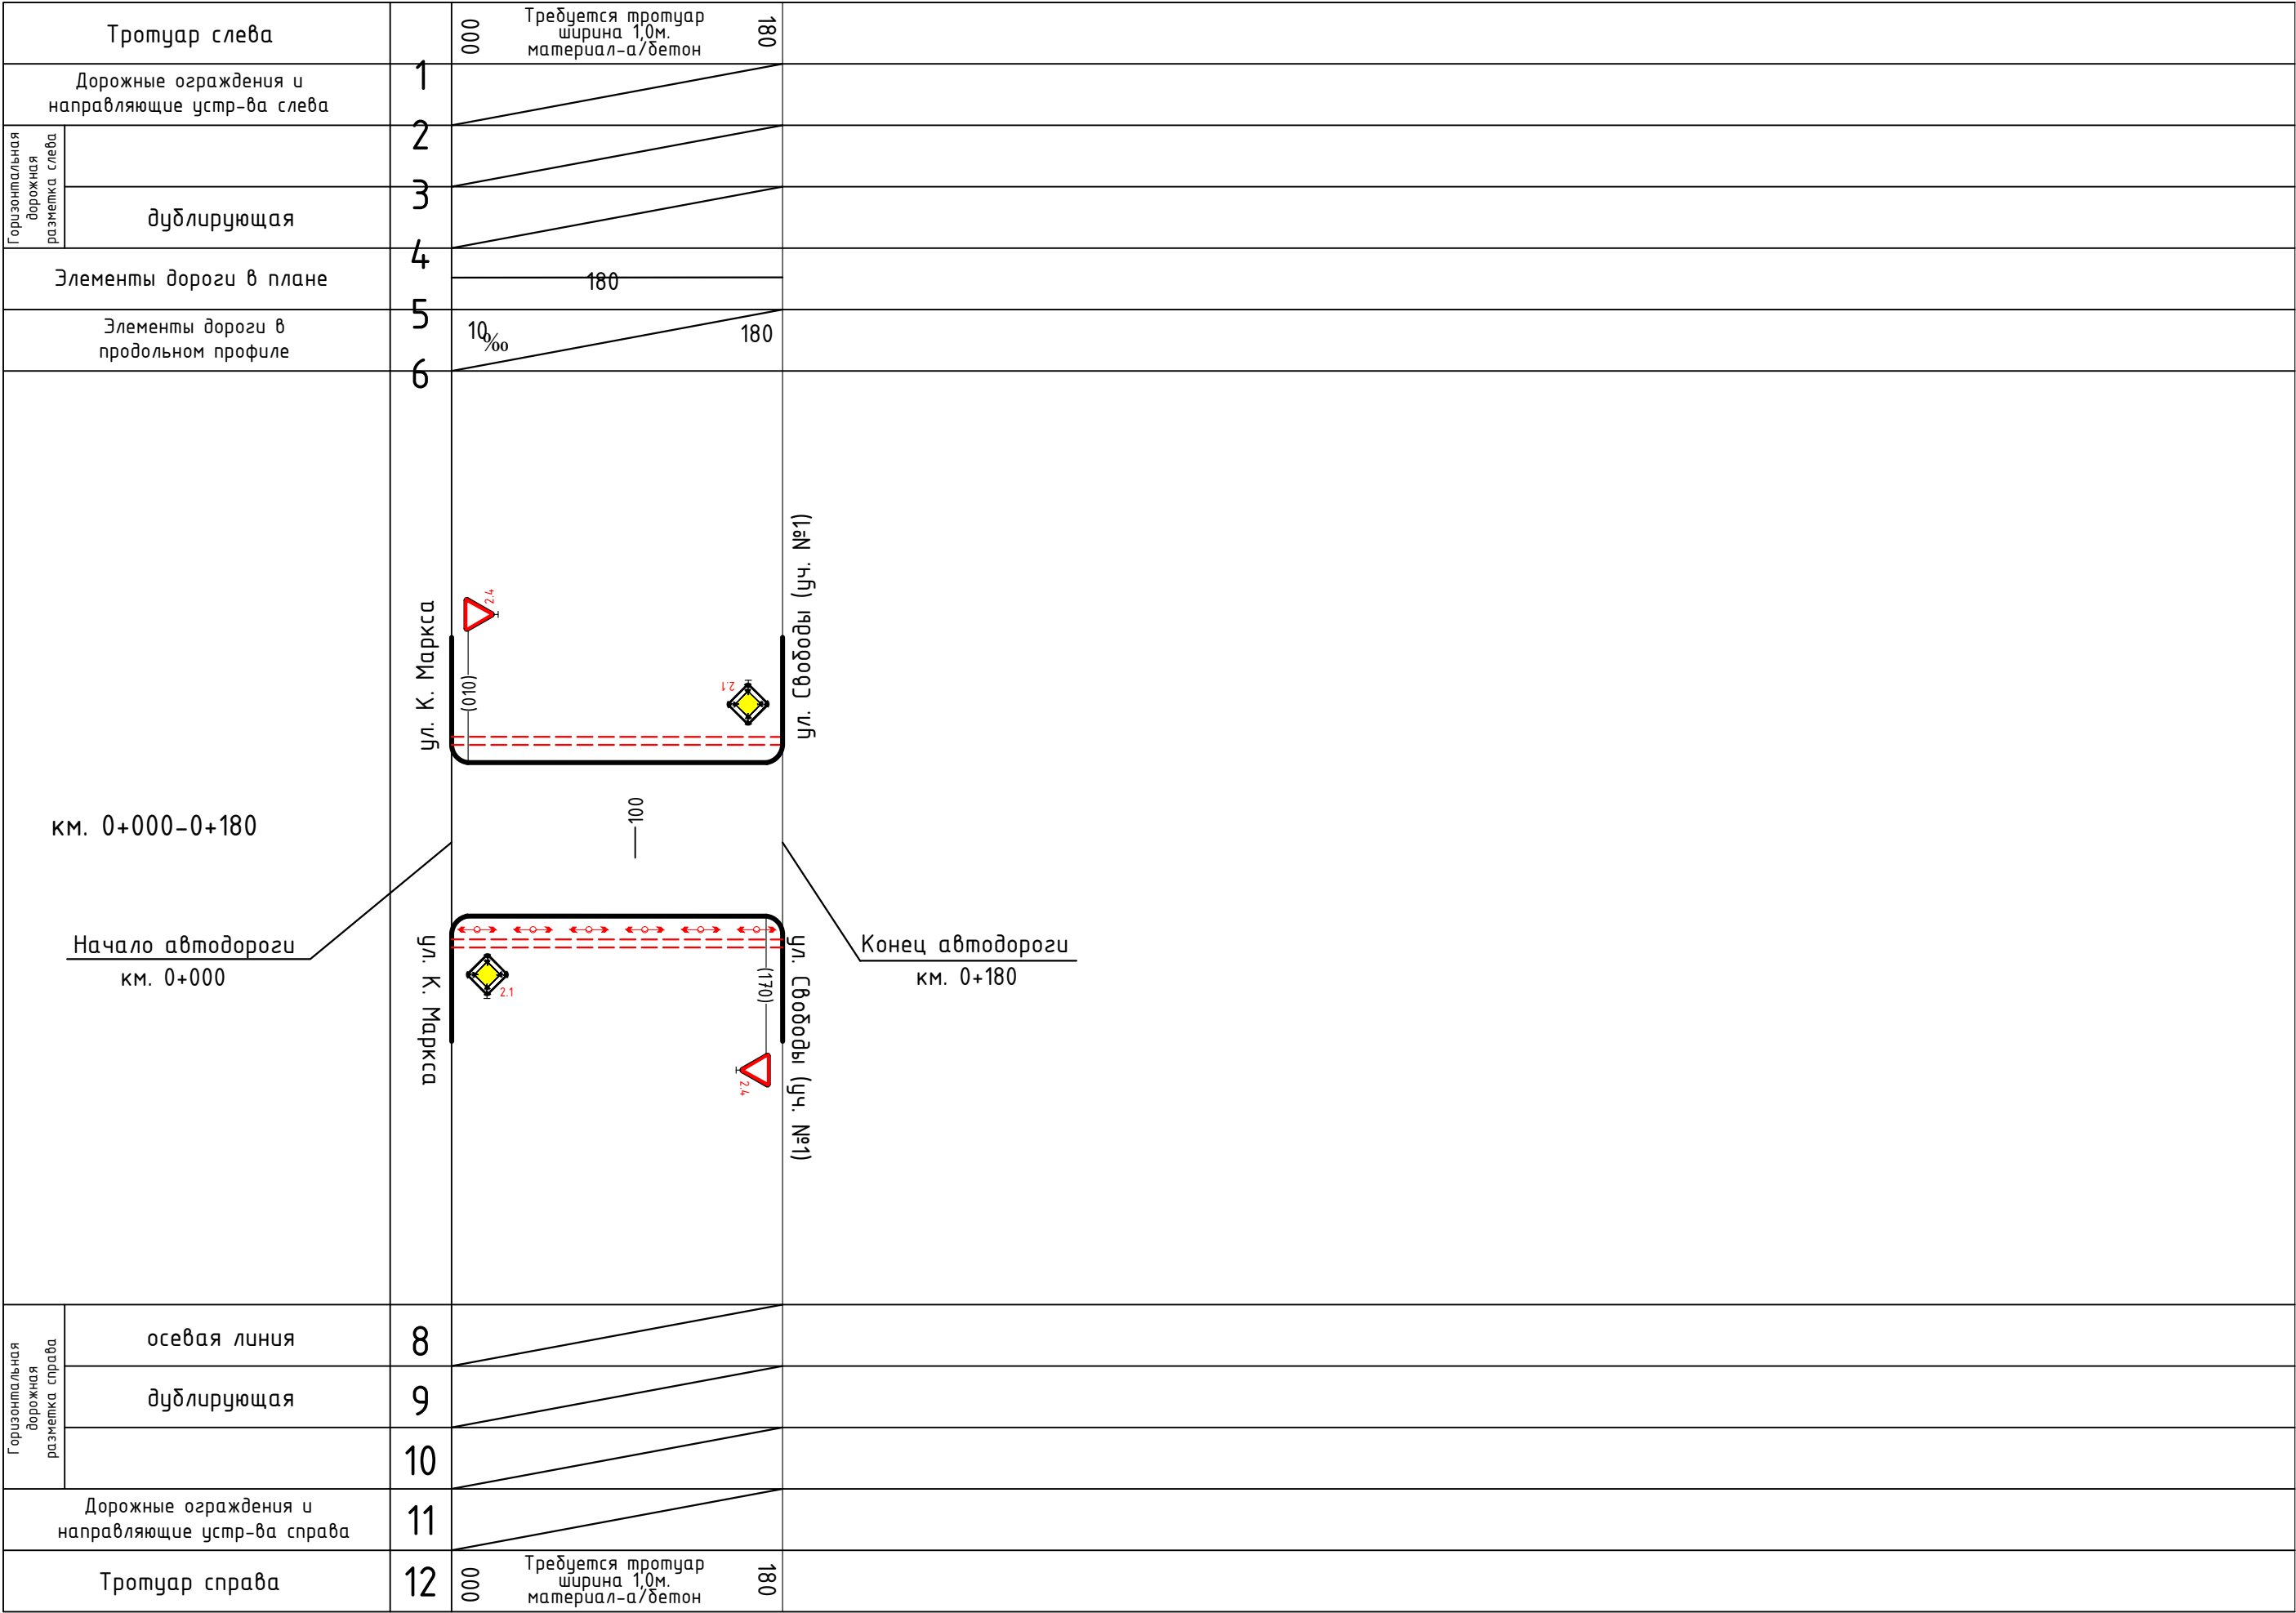 Тротуар слева
000
Требуется тротуар
ширина 1,0м.
материал-а/бетон
180
1
Дорожные ограждения и
направляющие устр-ва слева
2
Горизонтальная
дорожная
разметка слева
3
дублирующая
4
Элементы дороги в плане
180
5
Элементы дороги в
продольном профиле
10‰
180
6
ул. К. Маркса
2.4
(010)
2.1
ул. Свободы (уч. №1)
км. 0+000-0+180
100
Начало автодороги
км. 0+000
ул. К. Маркса
2.1
(170)
2.4
ул. Свободы (уч. №1)
Конец автодороги
км. 0+180
Горизонтальная
дорожная
разметка справа
осевая линия
8
дублирующая
9
10
Дорожные ограждения и
направляющие устр-ва справа
11
Тротуар справа
12
000
Требуется тротуар
ширина 1,0м.
материал-а/бетон
180